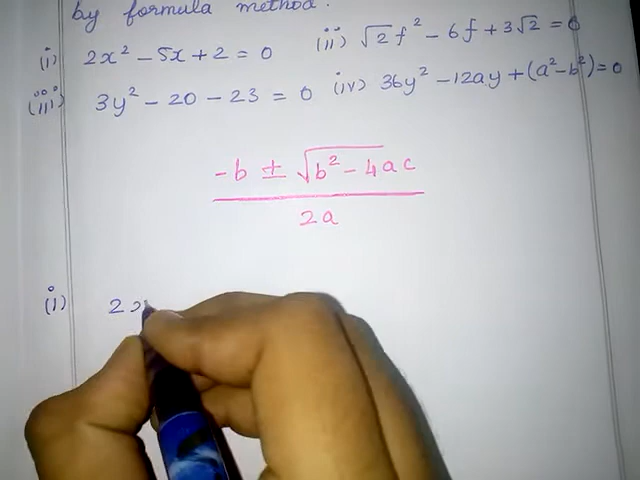 by formula method.
(i) 2x² - 5x + 2 = 0 (ii) √2 f² - 6f + 3√2 = 0
(iii) 3y² - 20 - 23 = 0 (iv) 36y² - 12ay + (a² - b²) = 0
-b ± √b² - 4ac
2a
(i) 2x